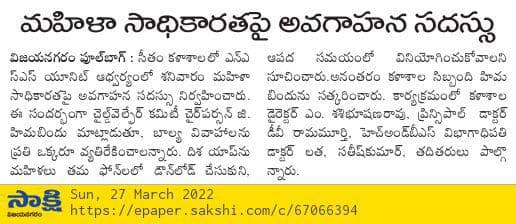 మహిళా సాధికారతపై అవగాహన సదస్సు
విజయనగరం పూల్‌బాగ్ : సీతం కళాశాలలో ఎన్ఎ
స్ఎస్ యూనిట్ ఆధ్వర్యంలో శనివారం మహిళా
సాధికారతపై అవగాహన సదస్సు నిర్వహించారు.
ఈ సందర్భంగా చైల్డ్‌వెల్ఫేర్ కమిటీ చైర్‌పర్సన్ జి.
హిమబిందు మాట్లాడుతూ, బాల్య వివాహాలను
ప్రతి ఒక్కరూ వ్యతిరేకించాలన్నారు. దిశ యాప్‌ను
మహిళలు తమ ఫోన్‌లలో డౌన్‌లోడ్ చేసుకుని,
ఆపద సమయంలో వినియోగించుకోవాలని
సూచించారు.అనంతరం కళాశాల సిబ్బంది హిమ
బిందును సత్కరించారు. కార్యక్రమంలో కళాశాల
డైరెక్టర్ ఎం. శశిభూషణరావు, ప్రిన్సిపాల్ డాక్టర్
డీవీ రామమూర్తి, హెచ్అండ్‌బీఎస్ విభాగాధిపతి
డాక్టర్ లత, సతీష్‌కుమార్, తదితరులు పాల్గొ
న్నారు.
సాక్షి
విజయనగరం
Sun, 27 March 2022
https://epaper.sakshi.com/c/67066394